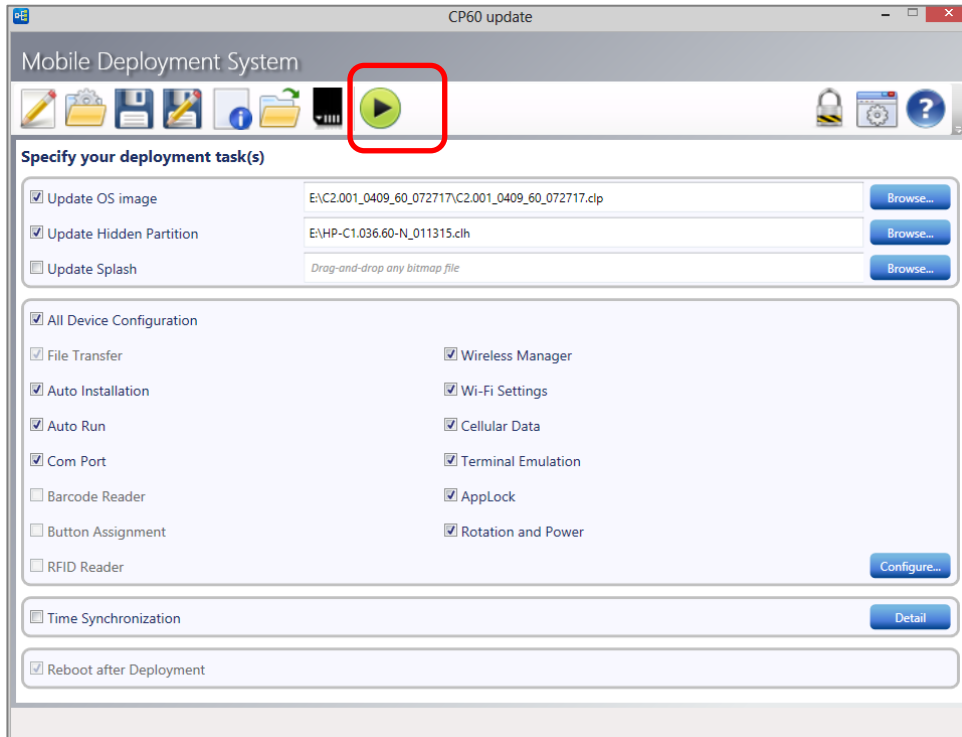 CP60 update
Mobile Deployment System
Specify your deployment task(s)
Update OS image E:\C2.001_0409_60_072717\C2.001_0409_60_072717.clp Browse...
Update Hidden Partition E:\HP-C1.036.60-N_011315.clh Browse...
Update Splash Drag-and-drop any bitmap file Browse...
All Device Configuration
File Transfer Wireless Manager
Auto Installation Wi-Fi Settings
Auto Run Cellular Data
Com Port Terminal Emulation
Barcode Reader AppLock
Button Assignment Rotation and Power
RFID Reader Configure...
Time Synchronization Detail
Reboot after Deployment